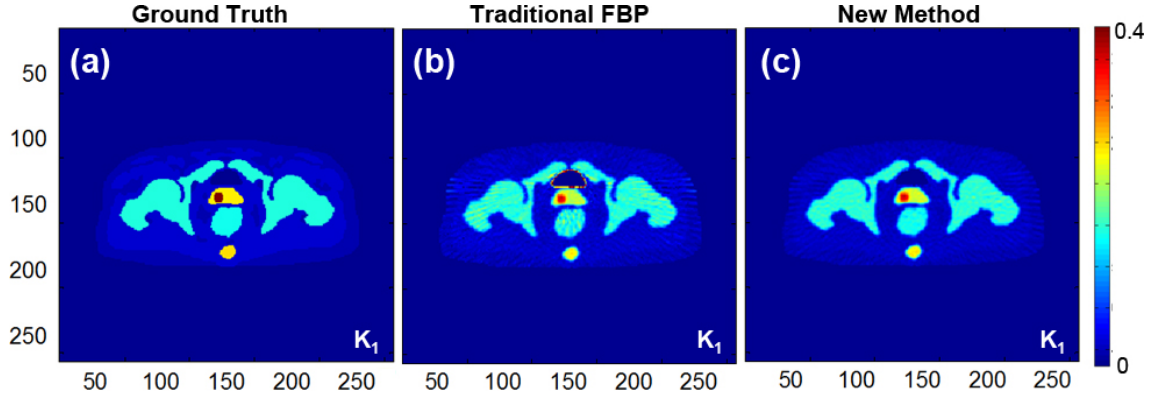 Ground Truth Traditional FBP New Method
(a) (b) (c) 0.4
50
100
150
200
250
K1 K1 K1 0
50 100 150 200 250 50 100 150 200 250 50 100 150 200 250